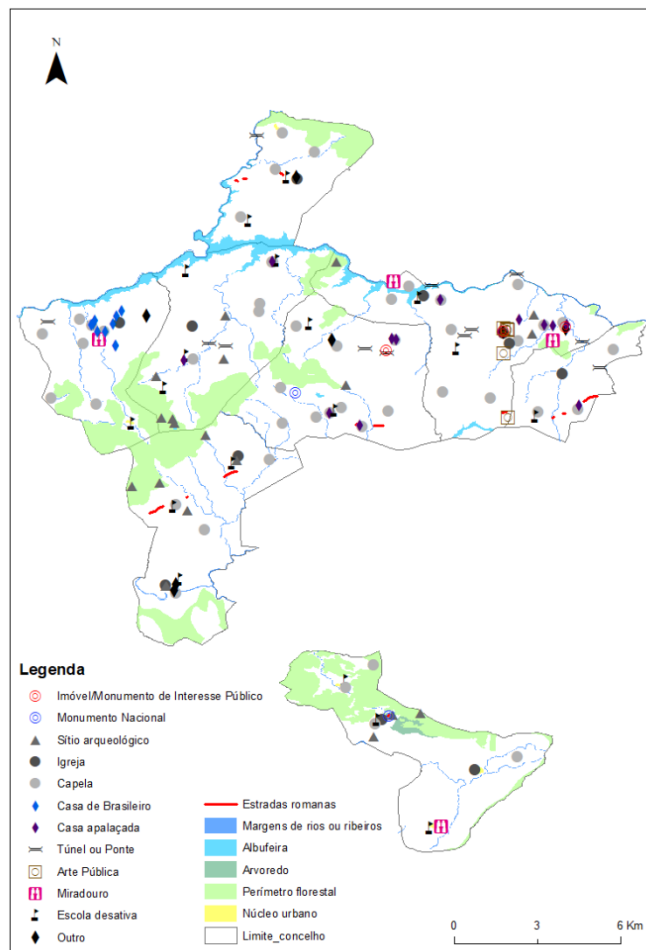 N
Legenda
Imóvel/Monumento de Interesse Público
Monumento Nacional
Sítio arqueológico
Igreja
Capela
Casa de Brasileiro
Casa apalaçada
Túnel ou Ponte
Arte Pública
Miradouro
Escola desativa
Outro
Estradas romanas
Margens de rios ou ribeiros
Albufeira
Arvoredo
Perímetro florestal
Núcleo urbano
Limite_concelho
0 3 6 Km